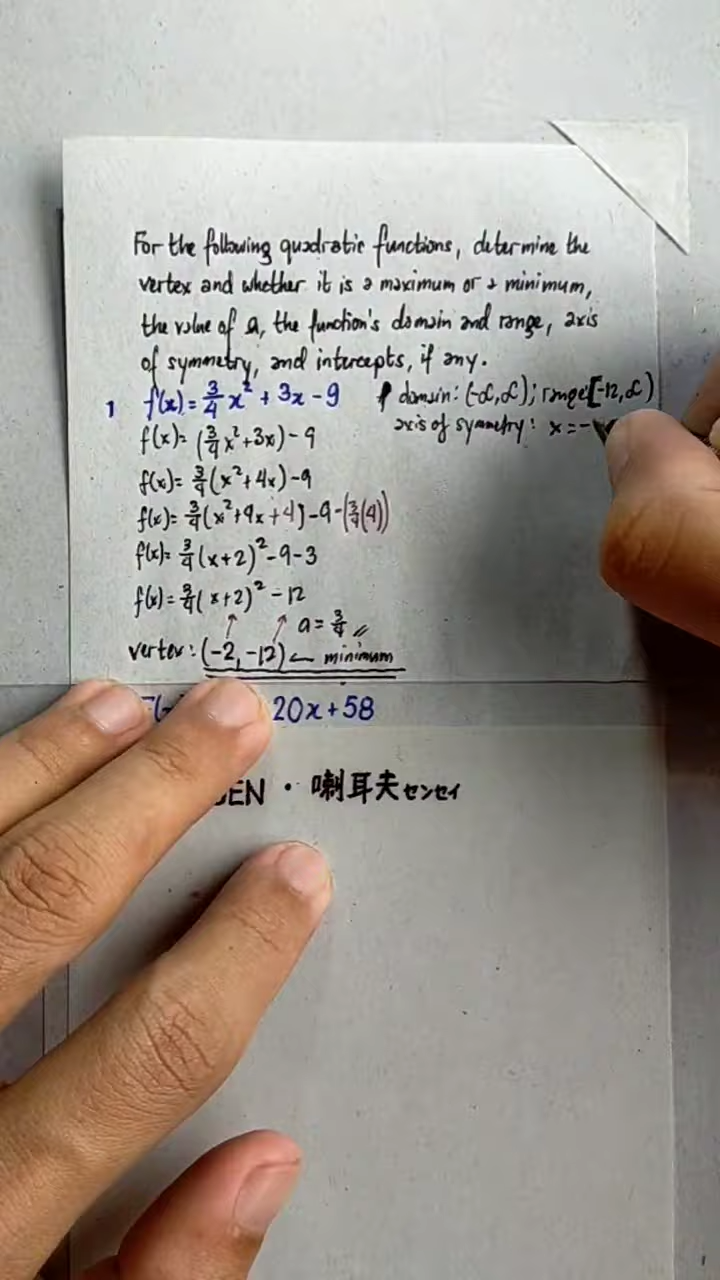 For the following quadratic functions, determine the
vertex and whether it is a maximum or a minimum,
the value of a, the function's domain and range, axis
of symmetry, and intercepts, if any.
1 f(x) = 3/4 x² + 3x - 9
domain: (-∞, ∞); range: [-12, ∞)
axis of symmetry: x = -
f(x) = (3/4 x² + 3x) - 9
f(x) = 3/4 (x² + 4x) - 9
f(x) = 3/4 (x² + 4x + 4) - 9 - (3/4 (4))
f(x) = 3/4 (x + 2)² - 9 - 3
f(x) = 3/4 (x + 2)² - 12
a = 3/4
vertex: (-2, -12) ← minimum
20x + 58
EN · 喇耳夫 センセイ